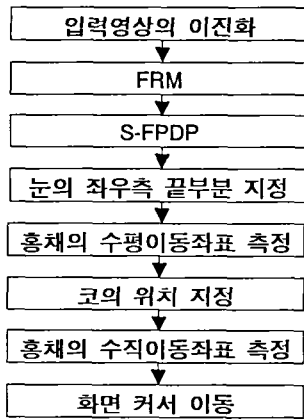 입력영상의 이진화
FRM
S-FPDP
눈의 좌우측 끝부분 지정
홍채의 수평이동좌표 측정
코의 위치 지정
홍채의 수직이동좌표 측정
화면 커서 이동